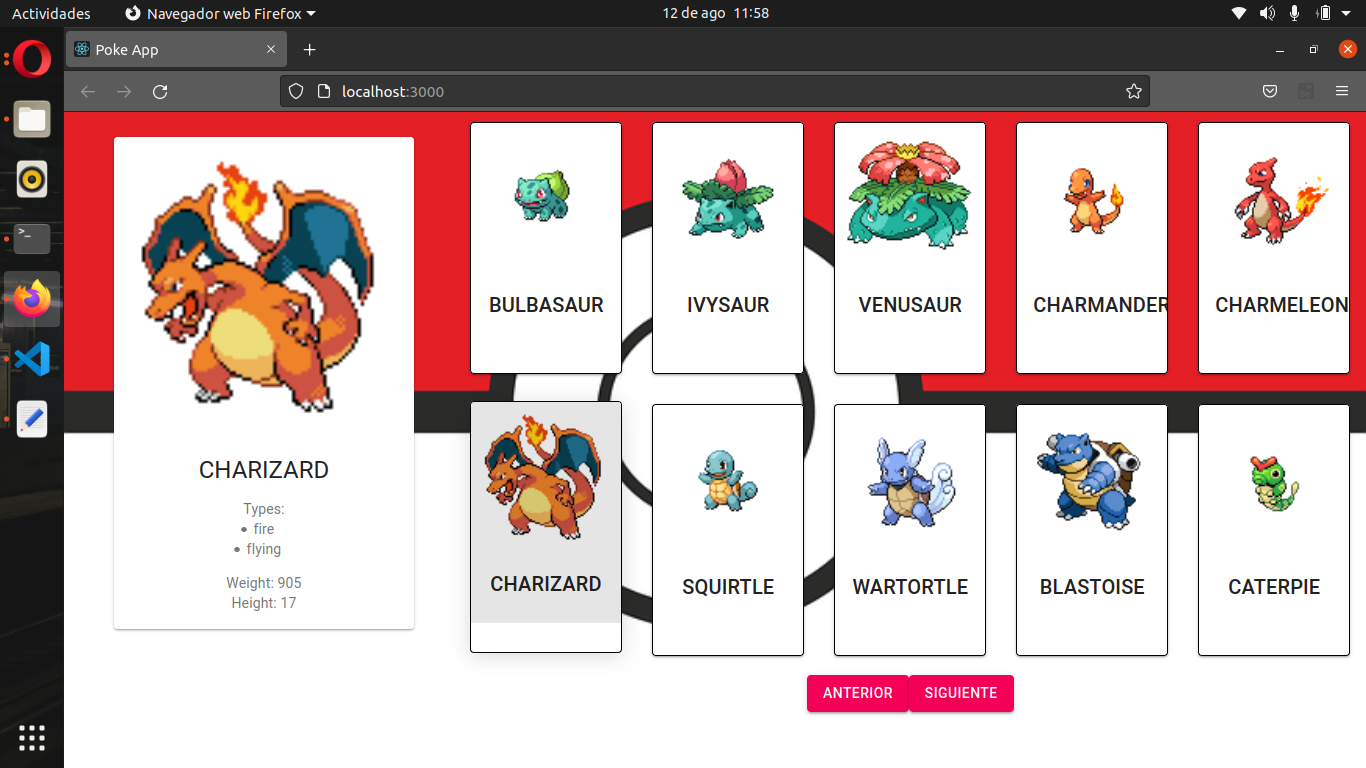 Actividades
Navegador web Firefox
12 de ago 11:58
Poke App
localhost:3000
CHARIZARD
Types:
• fire
• flying
Weight: 905
Height: 17
BULBASAUR
IVYSAUR
VENUSAUR
CHARMANDER
CHARMELEON
CHARIZARD
SQUIRTLE
WARTORTLE
BLASTOISE
CATERPIE
ANTERIOR
SIGUIENTE
>_